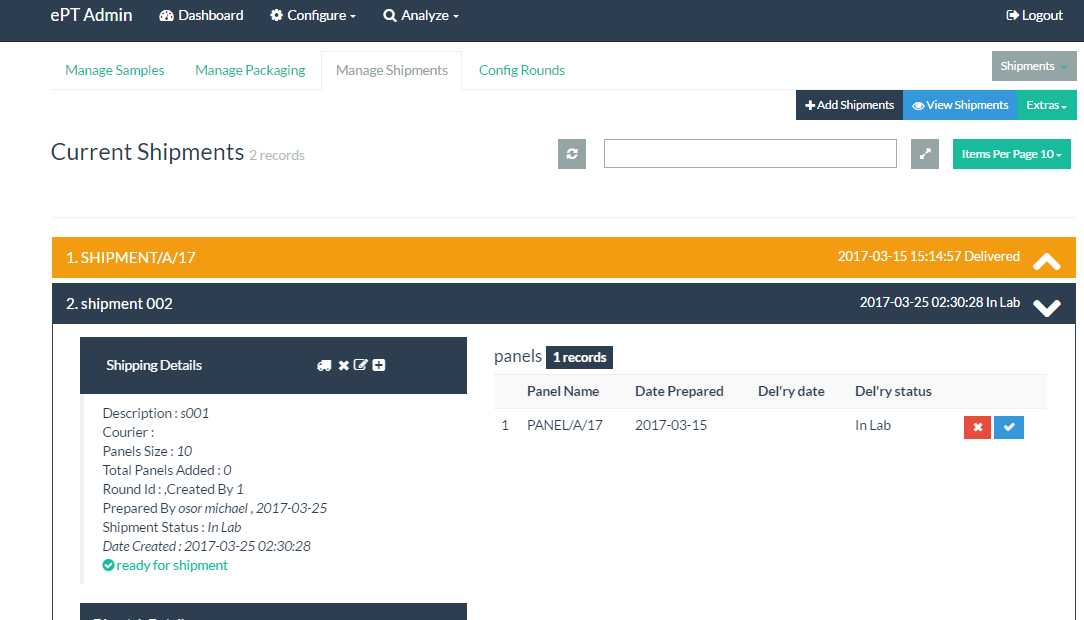 ePT Admin Dashboard Configure Analyze Logout
Manage Samples Manage Packaging Manage Shipments Config Rounds Shipments
Add Shipments View Shipments Extras
Current Shipments 2 records Items Per Page 10
1. SHIPMENT/A/17 2017-03-15 15:14:57 Delivered
2. shipment 002 2017-03-25 02:30:28 In Lab
Shipping Details
Description : s001
Courier :
Panels Size : 10
Total Panels Added : 0
Round Id : ,Created By 1
Prepared By osor michael , 2017-03-25
Shipment Status : In Lab
Date Created : 2017-03-25 02:30:28
ready for shipment
panels 1 records
Panel Name Date Prepared Del'ry date Del'ry status
1 PANEL/A/17 2017-03-15 In Lab